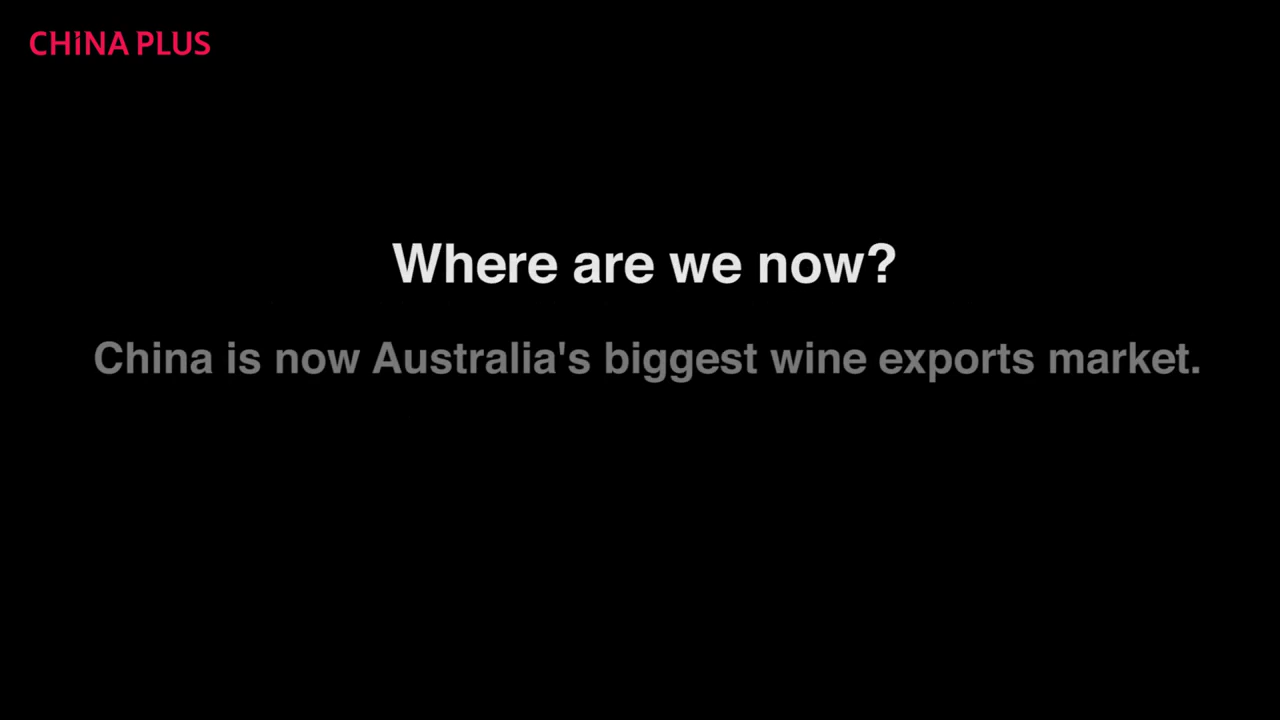 CHINA PLUS
Where are we now?
China is now Australia's biggest wine exports market.